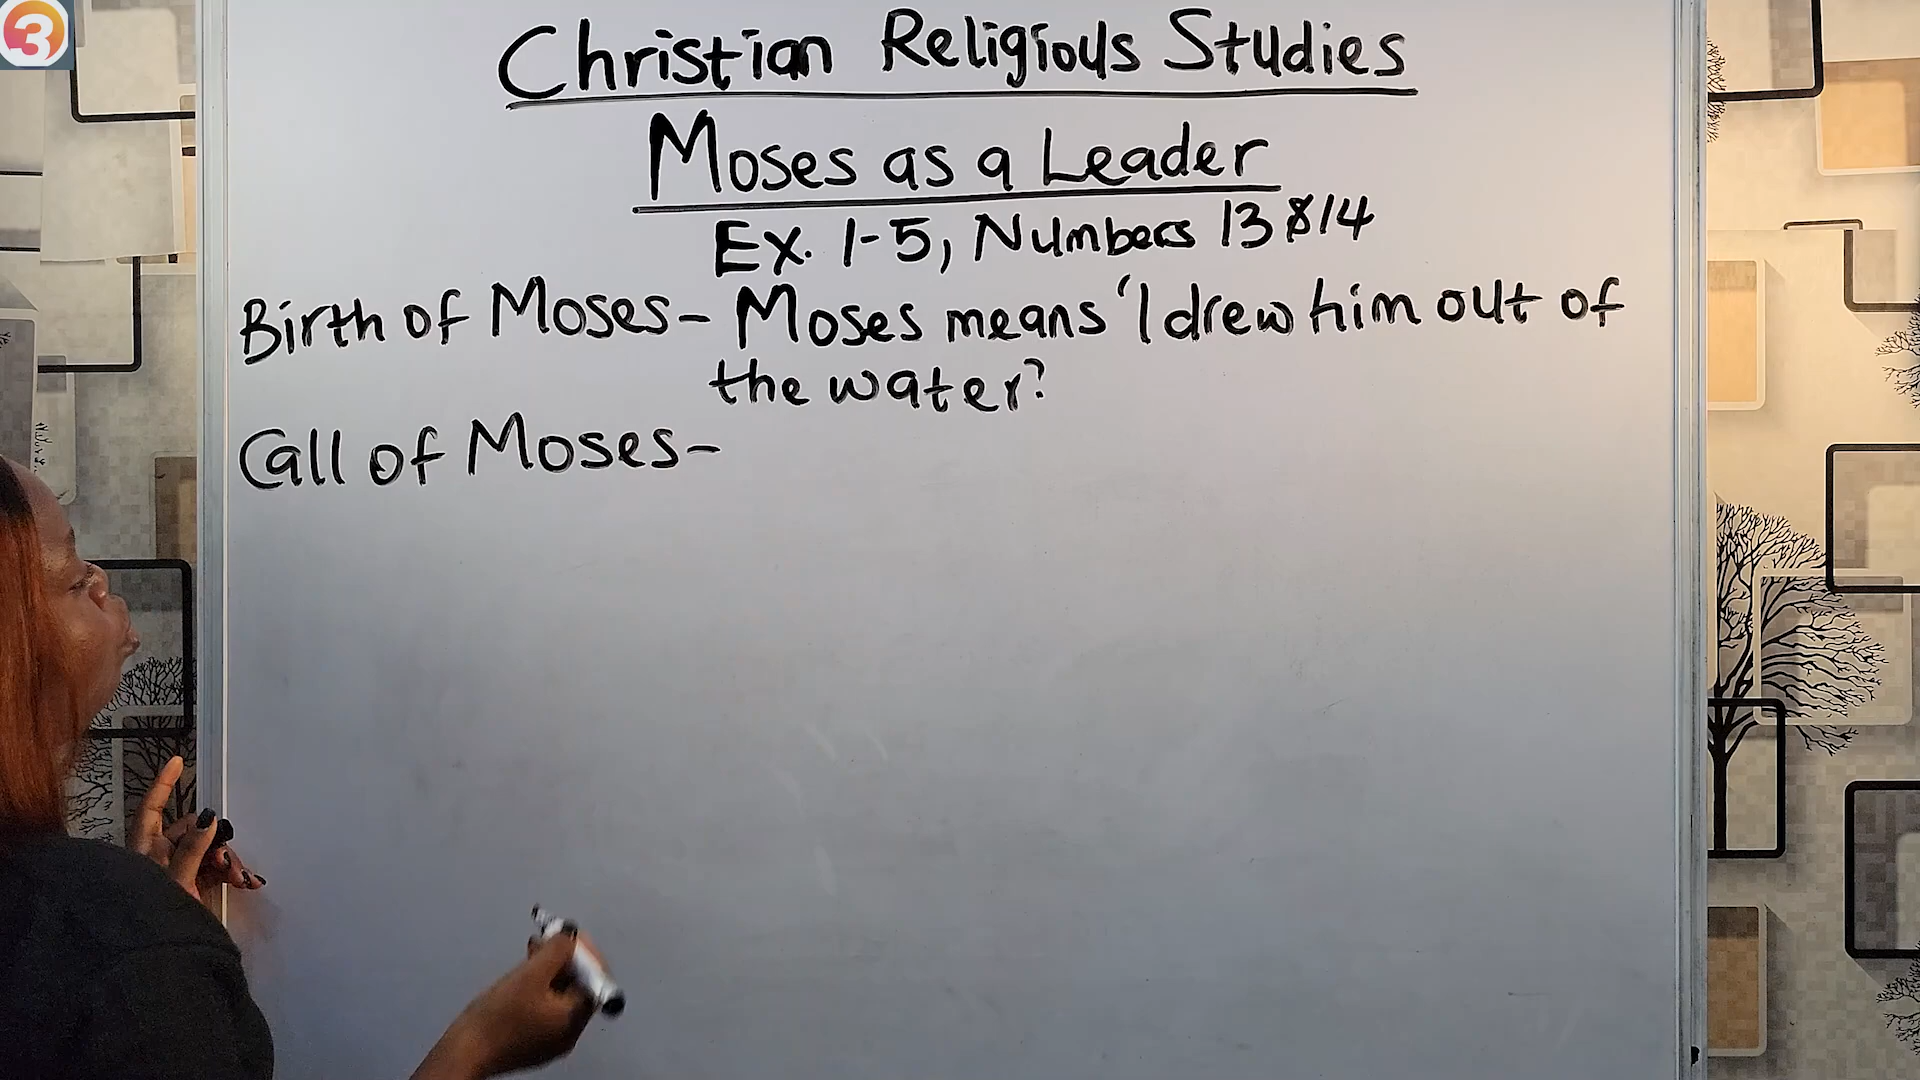 3
Christian Religious Studies
Moses as a Leader
Ex. 1-5, Numbers 13 & 14
Birth of Moses - Moses means 'I drew him out of
the water?
Call of Moses -